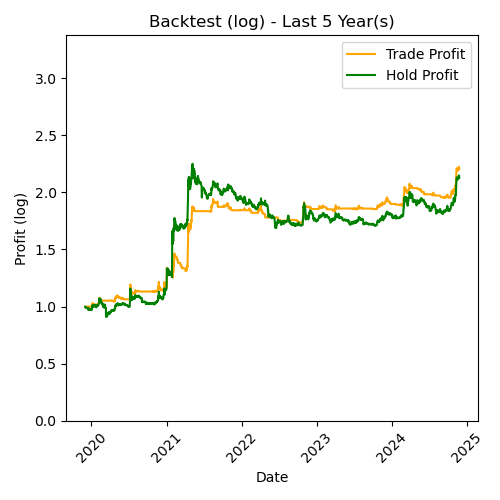 Backtest (log) - Last 5 Year(s)
Trade Profit
Hold Profit
3.0
2.5
2.0
1.5
1.0
0.5
0.0
Profit (log)
2020
2021
2022
2023
2024
2025
Date